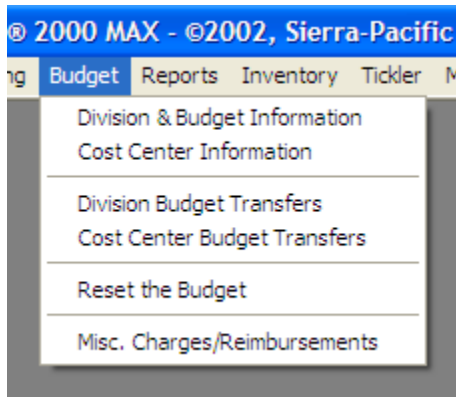 ® 2000 MAX - ©2002, Sierra-Pacific
ng Budget Reports Inventory Tickler M
Division & Budget Information
Cost Center Information
Division Budget Transfers
Cost Center Budget Transfers
Reset the Budget
Misc. Charges/Reimbursements